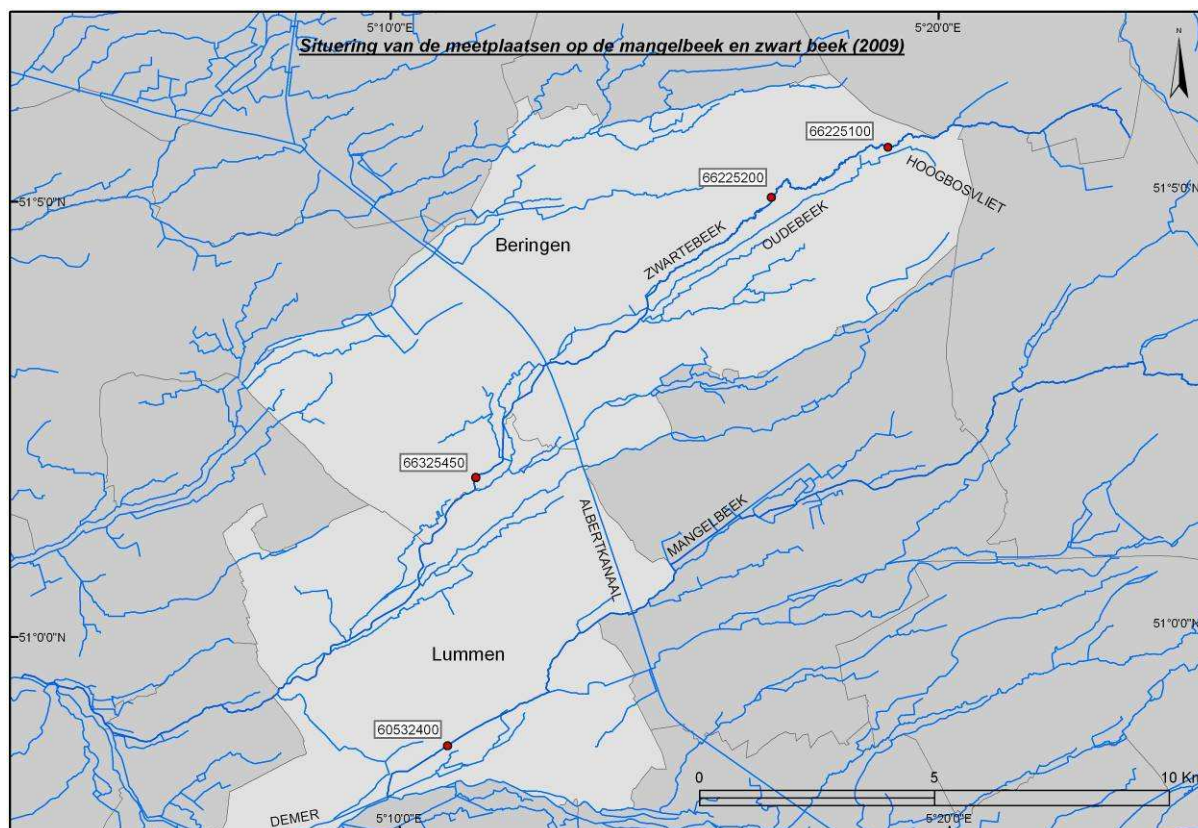 5°10'0"E
5°20'0"E
Situering van de meetplaatsen op de mangelbeek en zwart beek (2009)
N
66225100
HOOGBOSVLIET
66225200
51°5'0"N
51°5'0"N
ZWARTEBEEK
OUDEBEEK
Beringen
66325450
ALBERTKANAAL
MANGELBEEK
51°0'0"N
51°0'0"N
Lummen
60532400
0
5
10 Km
DEMER
5°10'0"E
5°20'0"E